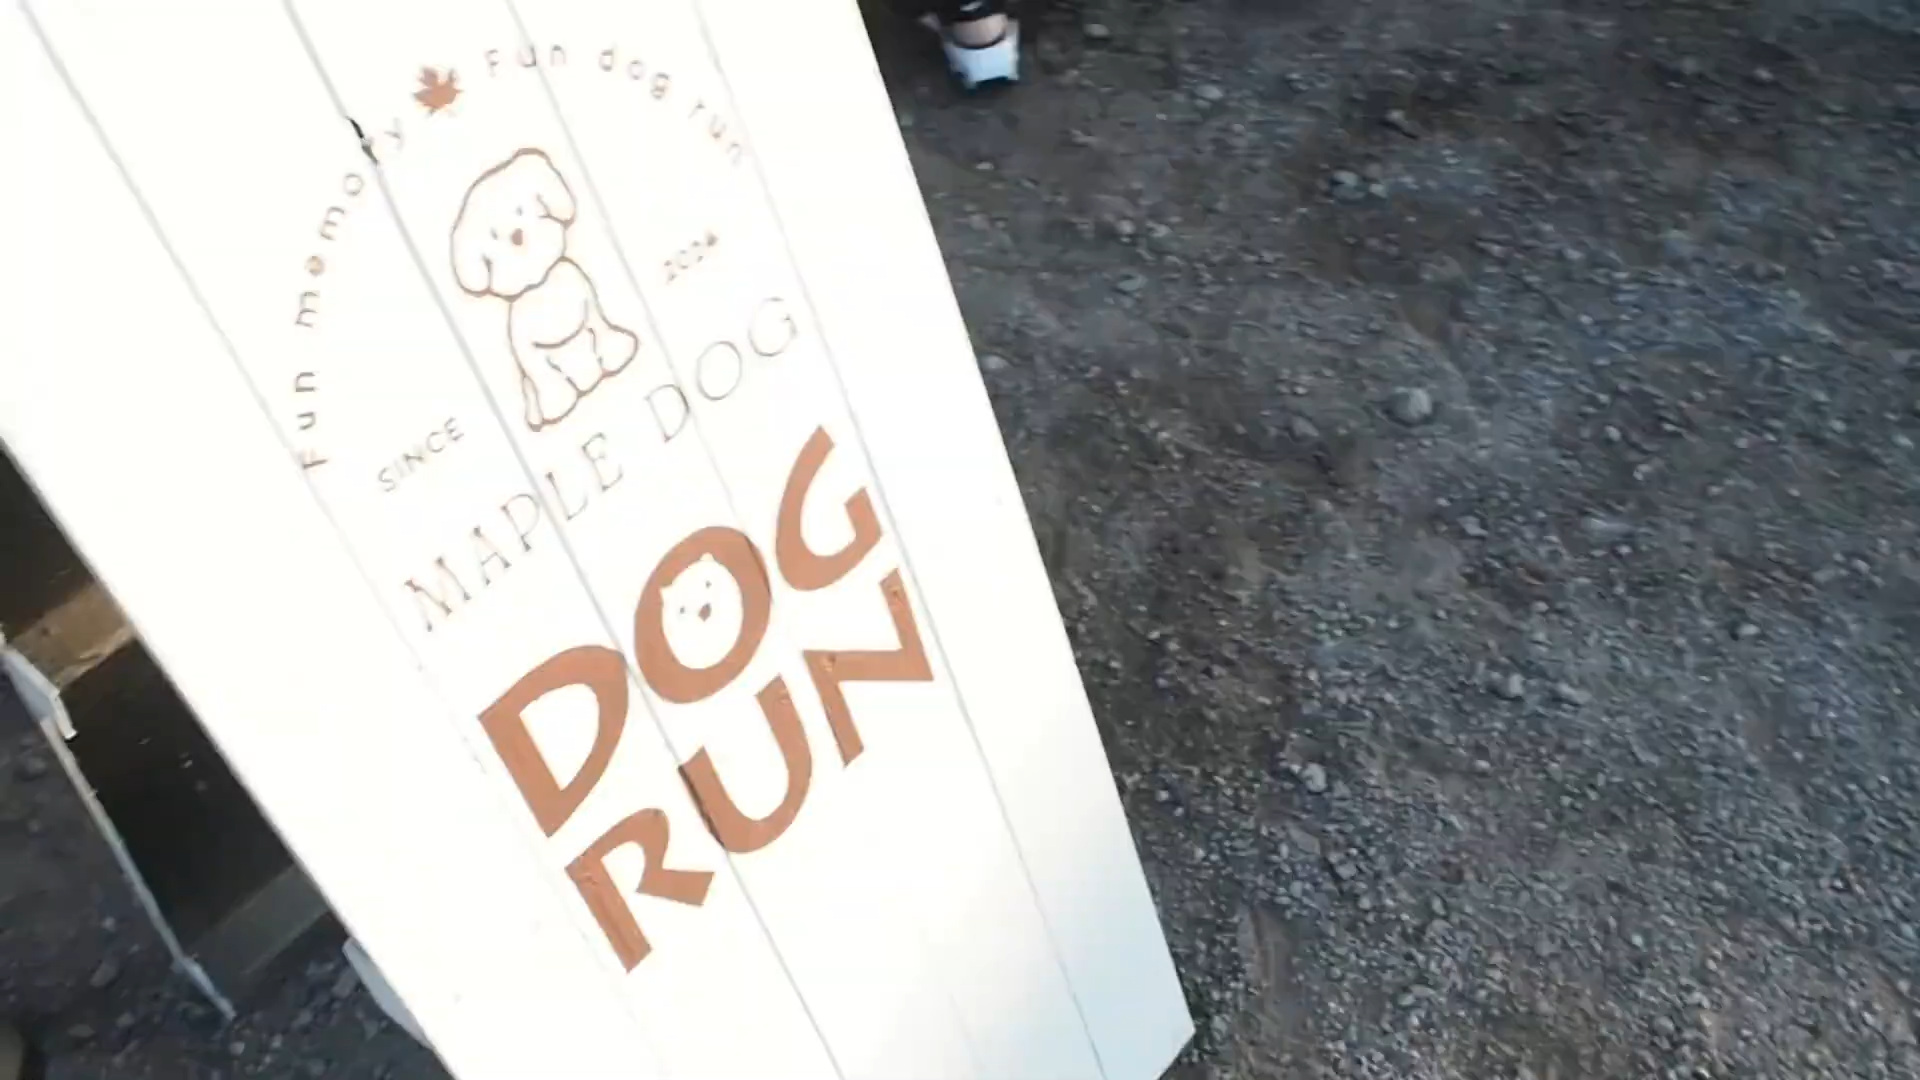 Fun memory Fun dog run
SINCE 2024
MAPLE DOG
DOG
RUN